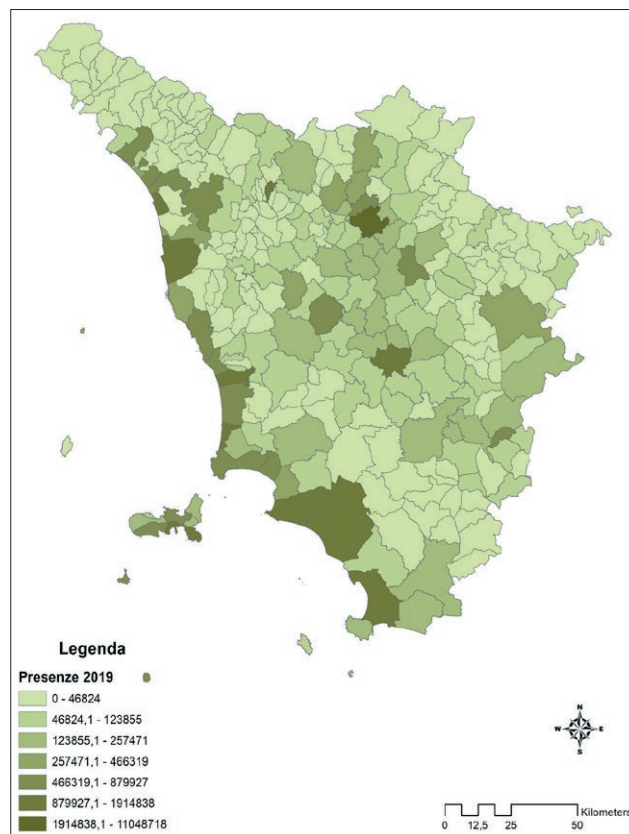 Legenda
Presenze 2019
0 - 46824
46824,1 - 123855
123855,1 - 257471
257471,1 - 466319
466319,1 - 879927
879927,1 - 1914838
1914838,1 - 11048718
N
W E
S
Kilometers
0 12,5 25 50